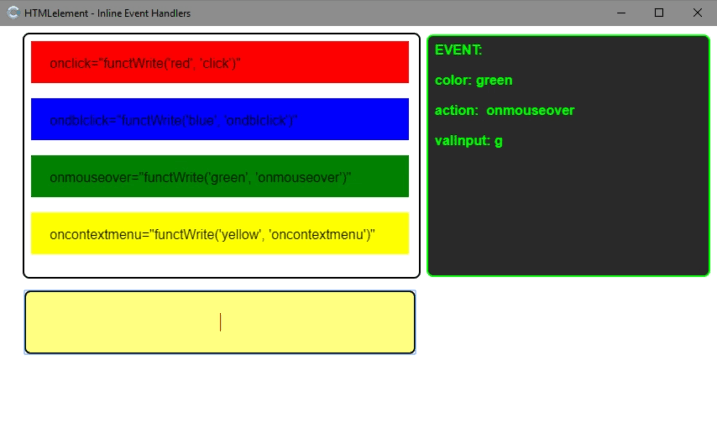 HTMLelement - Inline Event Handlers
onclick="functWrite('red', 'click')"
ondblclick="functWrite('blue', 'ondblclick')"
onmouseover="functWrite('green', 'onmouseover')"
oncontextmenu="functWrite('yellow', 'oncontextmenu')"
EVENT:
color: green
action: onmouseover
valInput: g